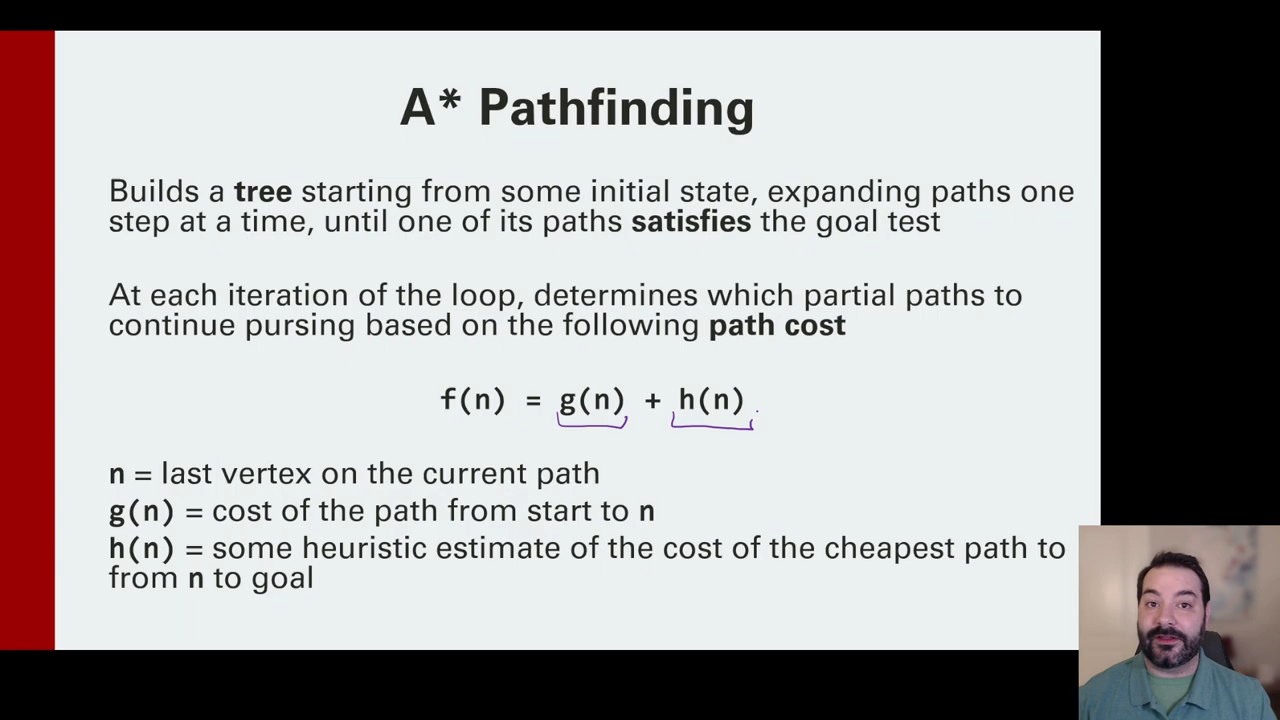 A* Pathfinding
Builds a tree starting from some initial state, expanding paths one
step at a time, until one of its paths satisfies the goal test
At each iteration of the loop, determines which partial paths to
continue pursing based on the following path cost
f(n) = g(n) + h(n)
n = last vertex on the current path
g(n) = cost of the path from start to n
h(n) = some heuristic estimate of the cost of the cheapest path to
from n to goal